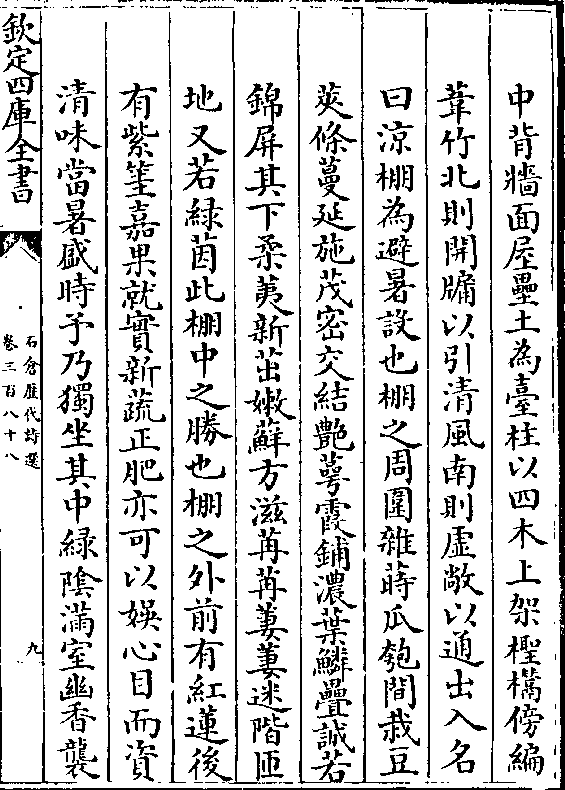 中背牆面屋壘土為臺柱以四木上架檉檇傍編
葦竹北則開牖以引清風南則虛敞以通出入名
曰涼棚為避暑設也棚之周圍雜蒔瓜匏間栽豆
莢條蔓延施茂密交結艷蕚霞鋪濃葉鱗疊誠若
錦屏其下柔荑新茁嫩蘚方滋苒苒萋萋迷階匝
地又若綠茵此棚中之勝也棚之外前有紅蓮後
有紫篁嘉果就實新蔬正肥亦可以娛心目而資
清味當暑盛時予乃獨坐其中綠陰滿室幽香襲
欽定四庫全書
石倉歷代詩選
卷三百八十八
九